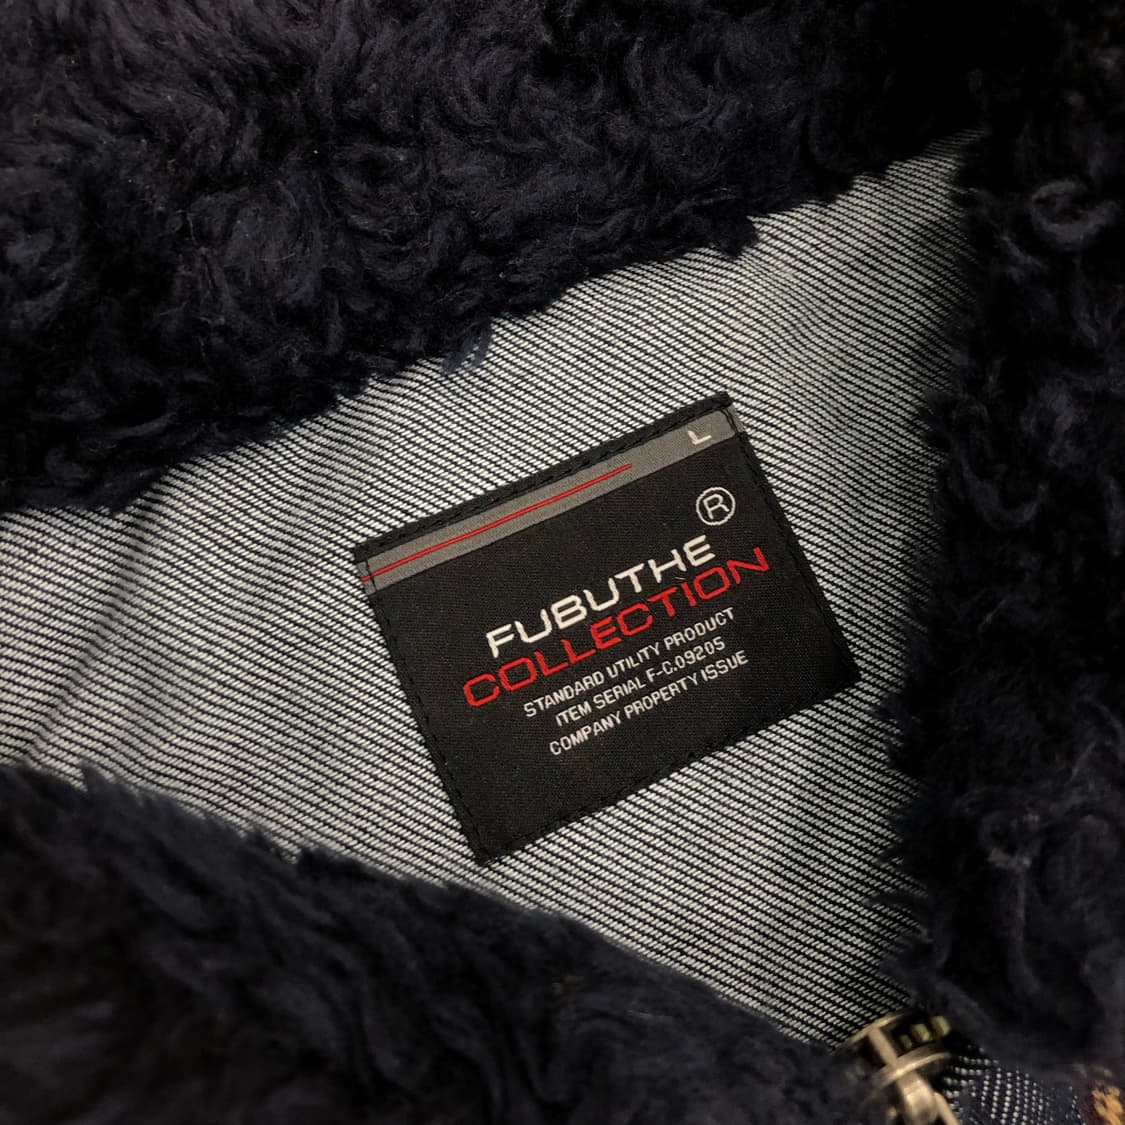 L
®
FUBUTHE
COLLECTION
STANDARD UTILITY PRODUCT
ITEM SERIAL F-C.09205
COMPANY PROPERTY ISSUE